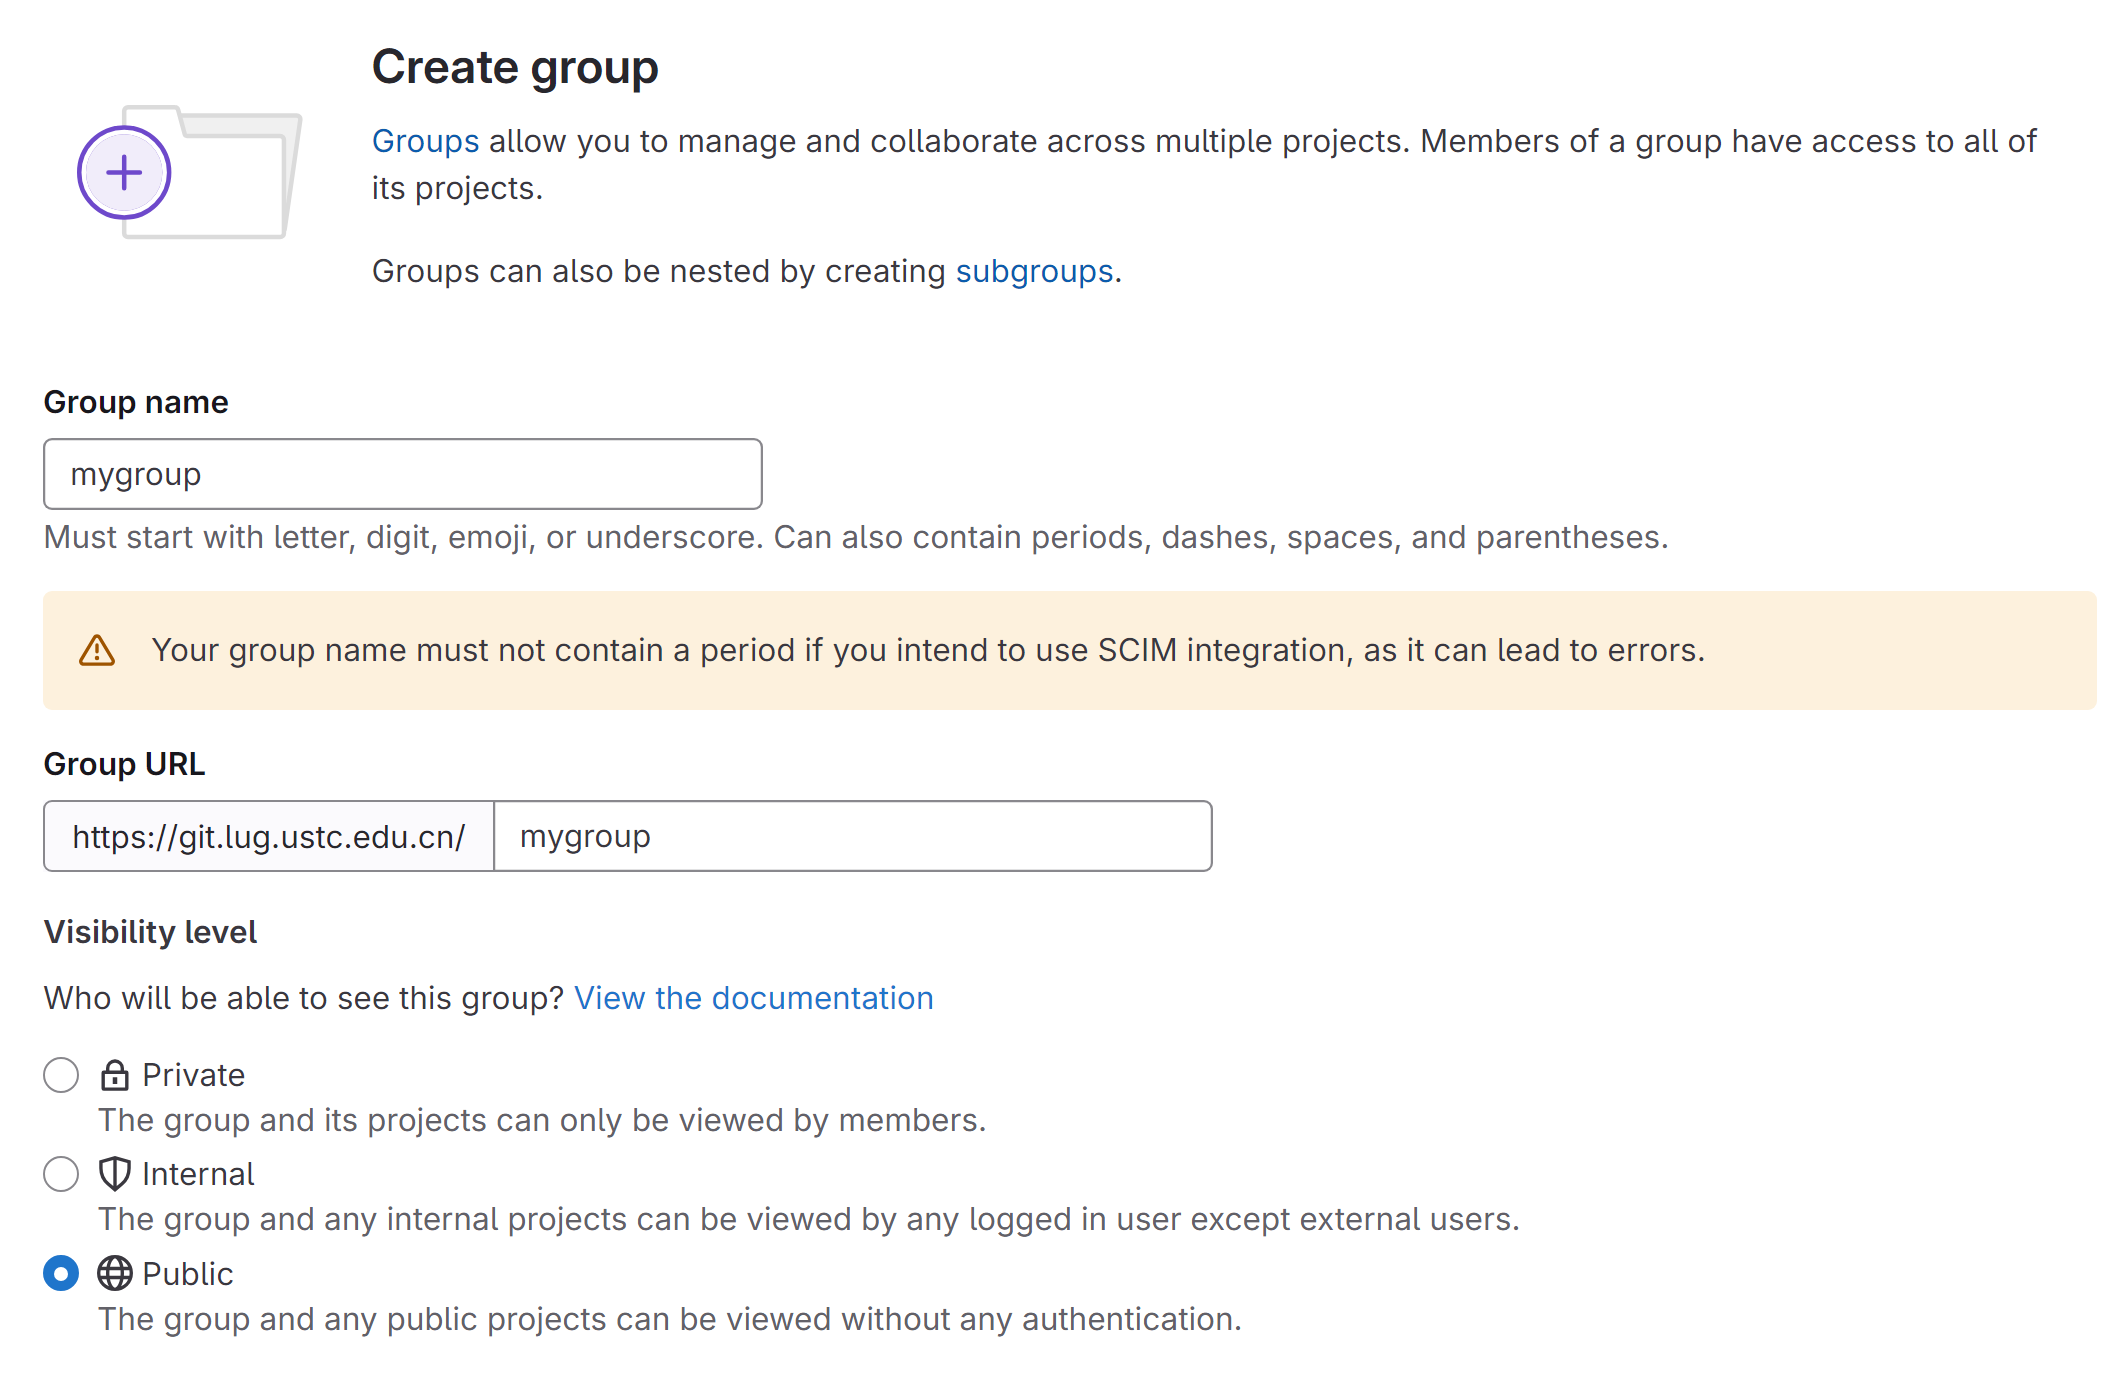 Create group
Groups allow you to manage and collaborate across multiple projects. Members of a group have access to all of
its projects.
Groups can also be nested by creating subgroups.
Group name
mygroup
Must start with letter, digit, emoji, or underscore. Can also contain periods, dashes, spaces, and parentheses.
Your group name must not contain a period if you intend to use SCIM integration, as it can lead to errors.
Group URL
https://git.lug.ustc.edu.cn/ mygroup
Visibility level
Who will be able to see this group? View the documentation
Private
The group and its projects can only be viewed by members.
Internal
The group and any internal projects can be viewed by any logged in user except external users.
Public
The group and any public projects can be viewed without any authentication.